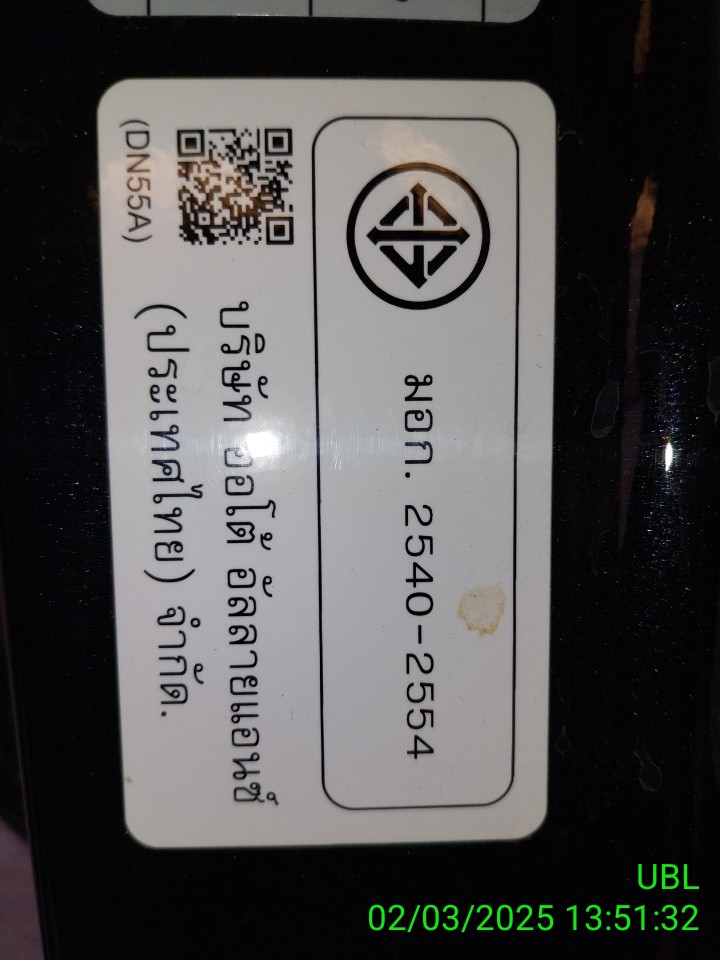 มอก. 2540-2554
บริษัท ออโต้ อัลลายแอนซ์
(ประเทศไทย) จำกัด.
(DN55A)
UBL
02/03/2025 13:51:32